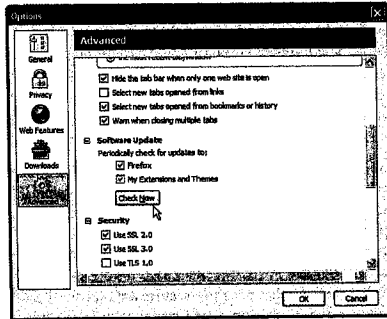 Options
General
Privacy
Web Features
Downloads
Advanced
Advanced
Hide the tab bar when only one web site is open
Select new tabs opened from links
Select new tabs opened from bookmarks or history
Warn when closing multiple tabs
Software Update
Periodically check for updates to:
Firefox
My Extensions and Themes
Check Now
Security
Use SSL 2.0
Use SSL 3.0
Use TLS 1.0
OK
Cancel